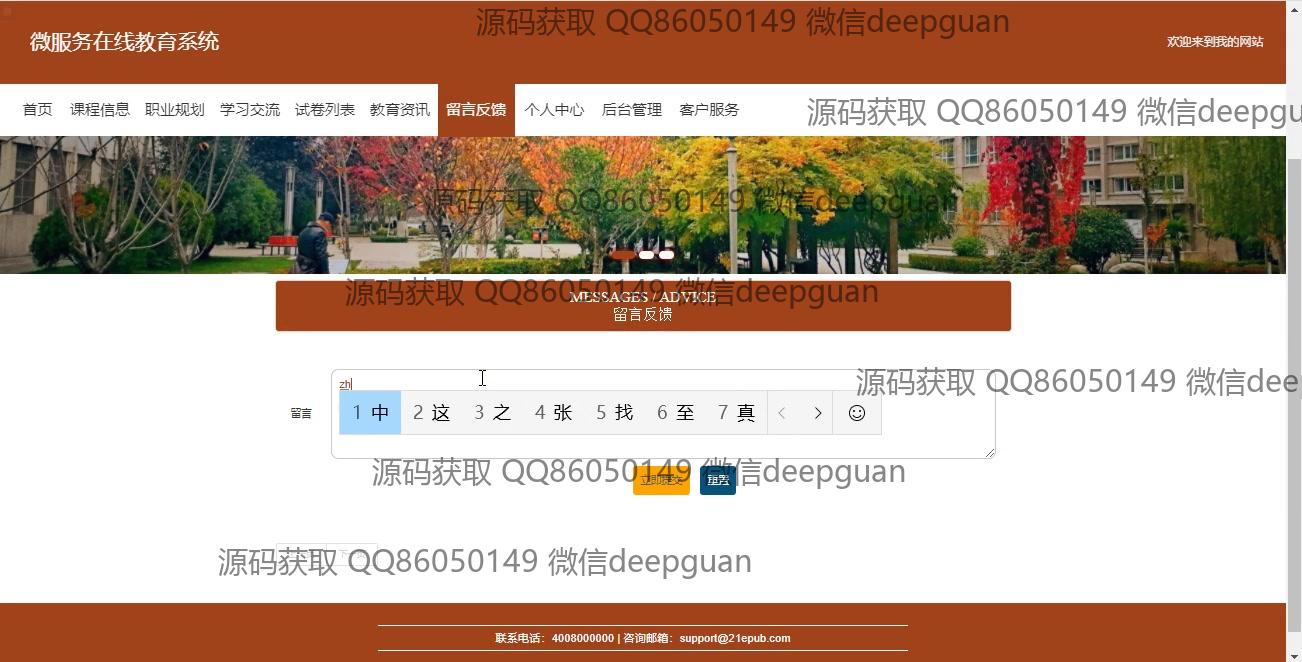 源码获取 QQ86050149 微信deepguan
微服务在线教育系统
欢迎来到我的网站
首页 课程信息 职业规划 学习交流 试卷列表 教育资讯 留言反馈 个人中心 后台管理 客户服务
源码获取 QQ86050149 微信deepgu
源码获取 QQ86050149 微信deepguan
源码获取 QQ86050149 微信deepguan
MESSAGES / ADVICE
留言反馈
源码获取 QQ86050149 微信dee
zh
留言
1 中 2 这 3 之 4 张 5 找 6 至 7 真
源码获取 QQ86050149 微信deepguan
立即提交 重置
源码获取 QQ86050149 微信deepguan
联系电话：4008000000 | 咨询邮箱：support@21epub.com